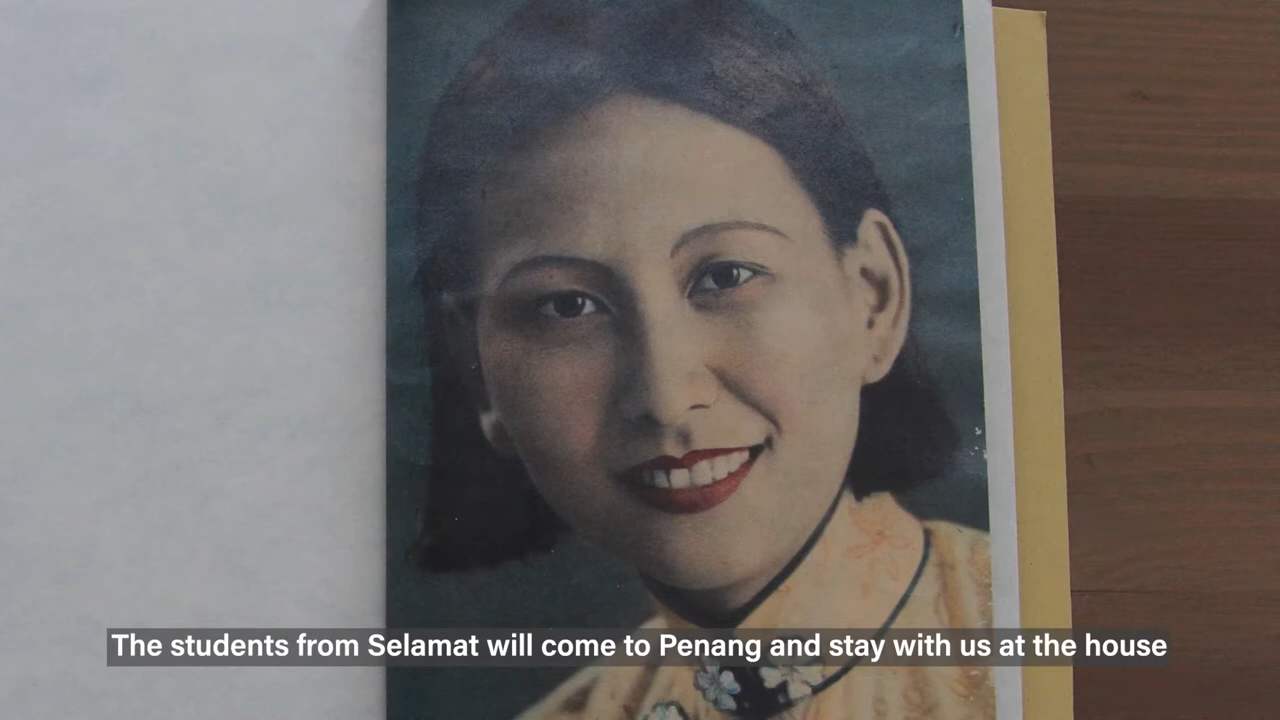 The students from Selamat will come to Penang and stay with us at the house